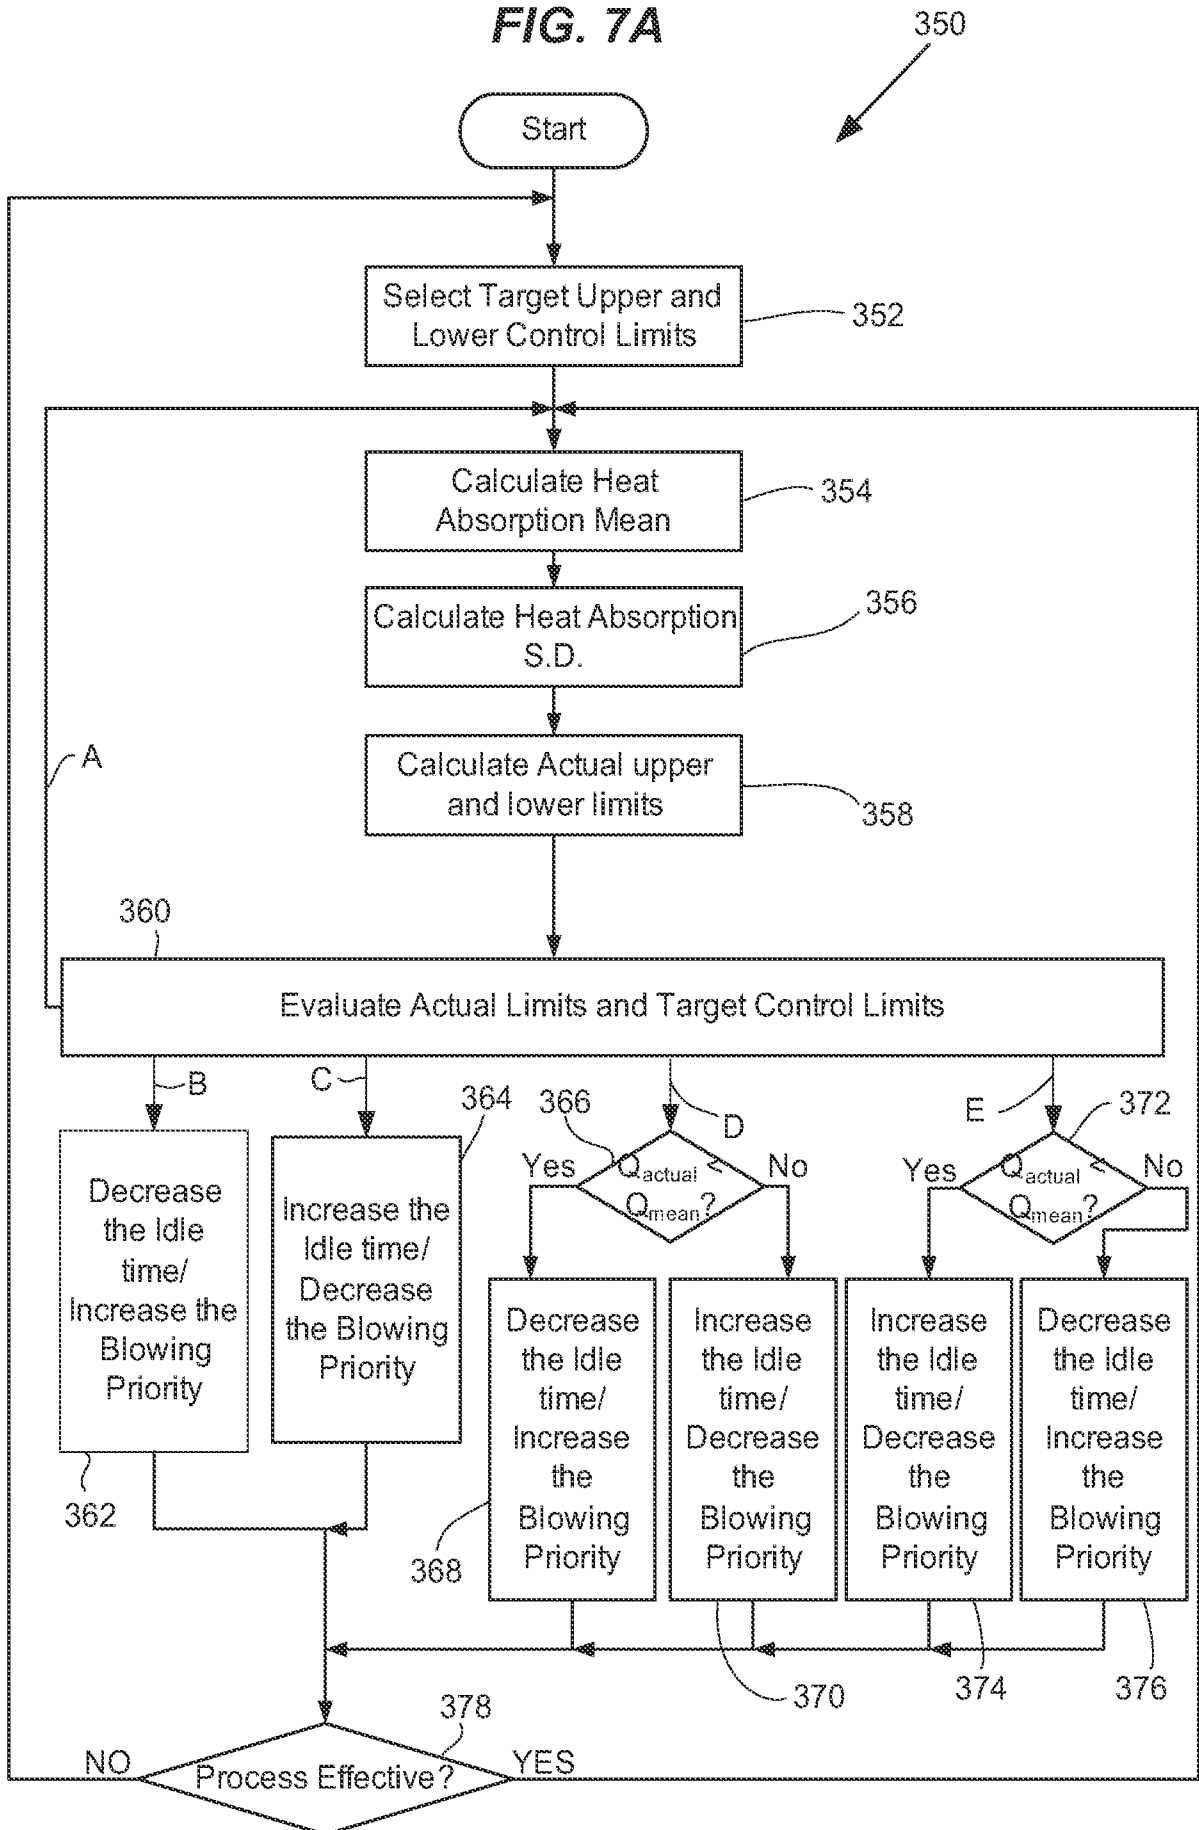 FIG. 7A
350
Start
Select Target Upper and
Lower Control Limits
352
Calculate Heat
Absorption Mean
354
Calculate Heat Absorption
S.D.
356
A
Calculate Actual upper
and lower limits
358
360
Evaluate Actual Limits and Target Control Limits
B
C
364
366
D
E
372
Yes
Qactual <
Qmean?
No
Yes
Qactual <
Qmean?
No
Decrease
the Idle
time/
Increase the
Blowing
Priority
362
Increase the
Idle time/
Decrease
the Blowing
Priority
Decrease
the Idle
time/
Increase
the
Blowing
Priority
368
Increase
the Idle
time/
Decrease
the
Blowing
Priority
370
Increase
the Idle
time/
Decrease
the
Blowing
Priority
374
Decrease
the Idle
time/
Increase
the
Blowing
Priority
376
378
NO
Process Effective?
YES